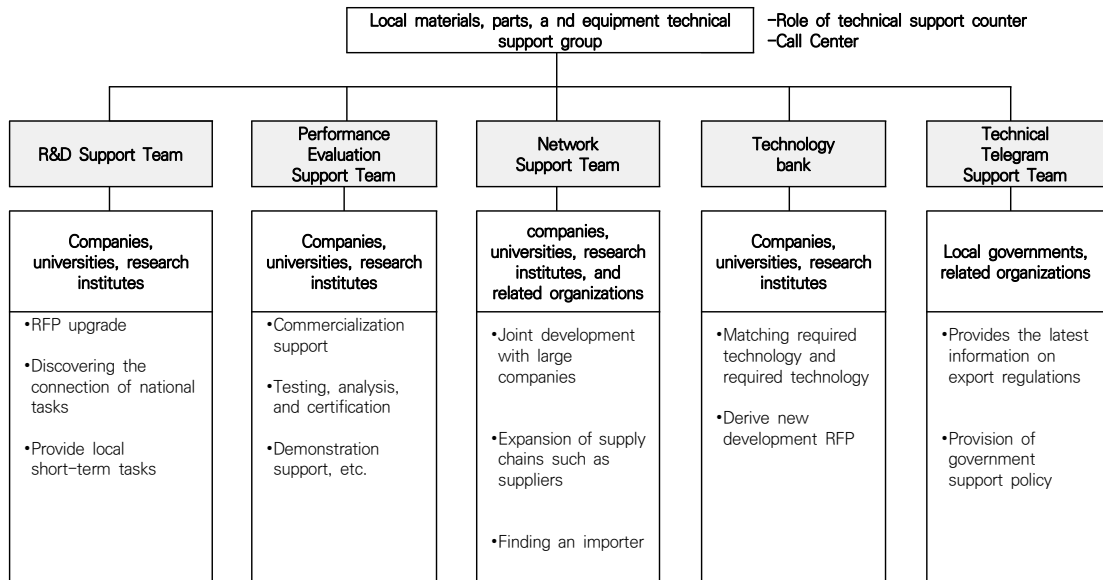 Local materials, parts, a nd equipment technical
support group
-Role of technical support counter
-Call Center
R&D Support Team
Performance
Evaluation
Support Team
Network
Support Team
Technology
bank
Technical
Telegram
Support Team
Companies,
universities, research
institutes
Companies,
universities, research
institutes
companies,
universities, research
institutes, and
related organizations
Companies,
universities, research
institutes
Local governments,
related organizations
•RFP upgrade
•Discovering the
connection of national
tasks
•Provide local
short-term tasks
•Commercialization
support
•Testing, analysis,
and certification
•Demonstration
support, etc.
•Joint development
with large
companies
•Expansion of supply
chains such as
suppliers
•Finding an importer
•Matching required
technology and
required technology
•Derive new
development RFP
•Provides the latest
information on
export regulations
•Provision of
government
support policy